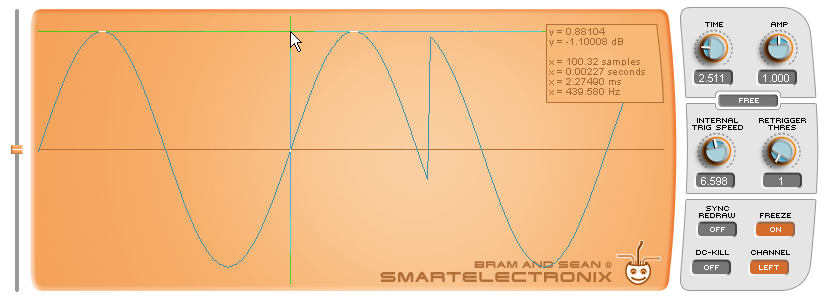 y = 0.88104
y = -1.10008 dB
x = 100.32 samples
x = 0.00227 seconds
x = 2.27490 ms
x = 439.580 Hz
BRAM AND SEAN @
SMARTELECTRONIX
TIME AMP
2.511 1.000
FREE
INTERNAL TRIG SPEED
RETRIGGER THRES
6.598 1
SYNC REDRAW
FREEZE
OFF ON
DC-KILL CHANNEL
OFF LEFT